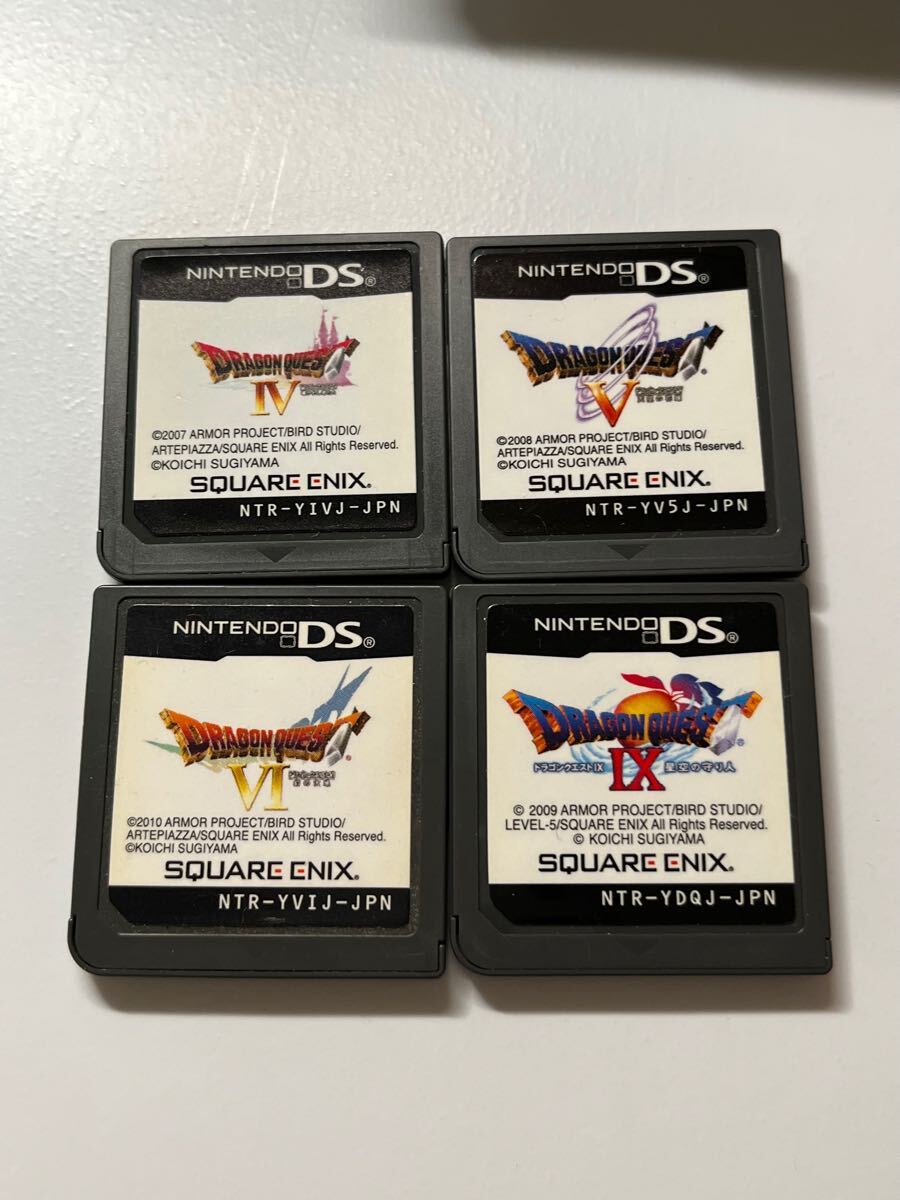 NINTENDO DS®
DRAGON QUEST
IV
©2007 ARMOR PROJECT/BIRD STUDIO/
ARTEPIAZZA/SQUARE ENIX All Rights Reserved.
©KOICHI SUGIYAMA
SQUARE ENIX.
NTR-YIVJ-JPN
NINTENDO DS®
DRAGON QUEST®
V
©2008 ARMOR PROJECT/BIRD STUDIO/
ARTEPIAZZA/SQUARE ENIX All Rights Reserved.
©KOICHI SUGIYAMA
SQUARE ENIX.
NTR-YV5J-JPN
NINTENDO DS®
DRAGON QUEST
VI
©2010 ARMOR PROJECT/BIRD STUDIO/
ARTEPIAZZA/SQUARE ENIX All Rights Reserved.
©KOICHI SUGIYAMA
SQUARE ENIX.
NTR-YVIJ-JPN
NINTENDO DS®
DRAGON QUEST®
ドラゴンクエストIX IX 星空の守り人
© 2009 ARMOR PROJECT/BIRD STUDIO/
LEVEL-5/SQUARE ENIX All Rights Reserved.
© KOICHI SUGIYAMA
SQUARE ENIX.
NTR-YDQJ-JPN